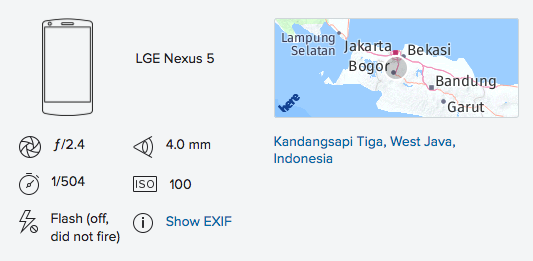 LGE Nexus 5
ƒ/2.4
4.0 mm
1/504
ISO
100
Flash (off,
did not fire)
i
Show EXIF
Lampung
Selatan
Jakarta
Bekasi
Bogor
Bandung
Garut
here
Kandangsapi Tiga, West Java,
Indonesia